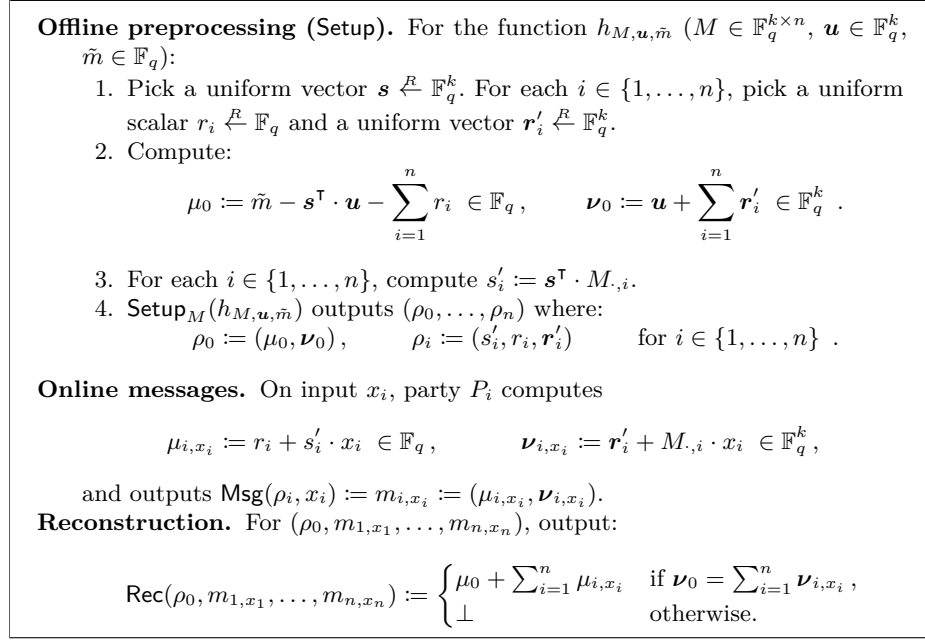 Offline preprocessing (Setup). For the function h_{M,u,m̃} (M ∈ 𝔽_q^{k×n}, u ∈ 𝔽_q^k,
m̃ ∈ 𝔽_q):
1. Pick a uniform vector s ←^R 𝔽_q^k. For each i ∈ {1, . . . , n}, pick a uniform
scalar r_i ←^R 𝔽_q and a uniform vector r'_i ←^R 𝔽_q^k.
2. Compute:
μ_0 := m̃ − s^⊺ · u − ∑_{i=1}^{n} r_i ∈ 𝔽_q , ν_0 := u + ∑_{i=1}^{n} r'_i ∈ 𝔽_q^k .
3. For each i ∈ {1, . . . , n}, compute s'_i := s^⊺ · M_{·,i}.
4. Setup_M(h_{M,u,m̃}) outputs (ρ_0, . . . , ρ_n) where:
ρ_0 := (μ_0, ν_0) , ρ_i := (s'_i, r_i, r'_i) for i ∈ {1, . . . , n} .
Online messages. On input x_i, party P_i computes
μ_{i,x_i} := r_i + s'_i · x_i ∈ 𝔽_q , ν_{i,x_i} := r'_i + M_{·,i} · x_i ∈ 𝔽_q^k ,
and outputs Msg(ρ_i, x_i) := m_{i,x_i} := (μ_{i,x_i}, ν_{i,x_i}).
Reconstruction. For (ρ_0, m_{1,x_1}, . . . , m_{n,x_n}), output:
Rec(ρ_0, m_{1,x_1}, . . . , m_{n,x_n}) := { μ_0 + ∑_{i=1}^{n} μ_{i,x_i} if ν_0 = ∑_{i=1}^{n} ν_{i,x_i} ,
⊥ otherwise.